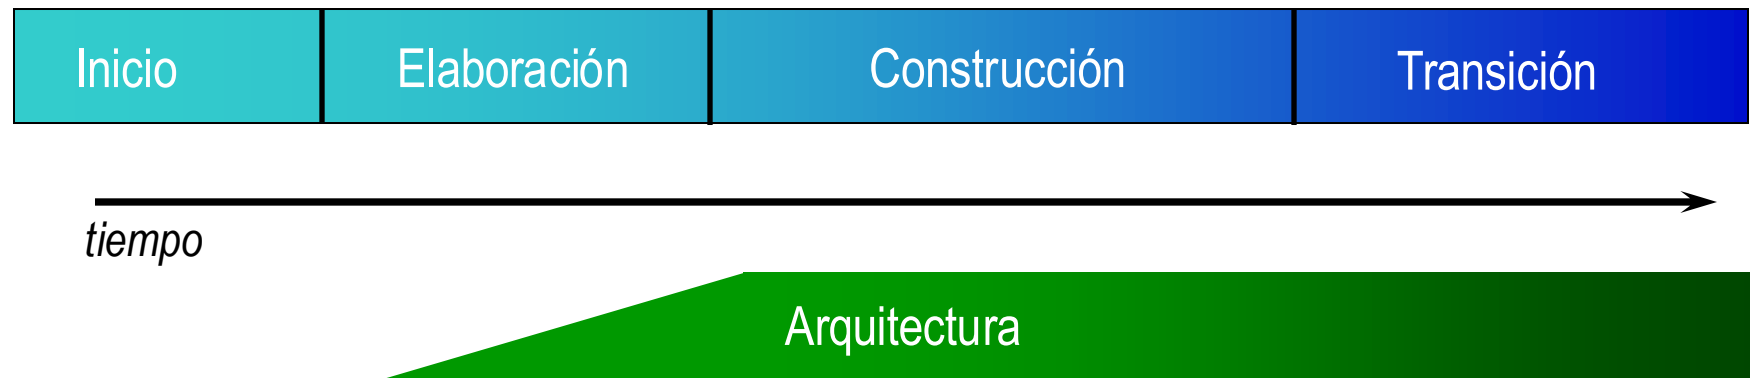 Inicio
Elaboración
Construcción
Transición
tiempo
Arquitectura